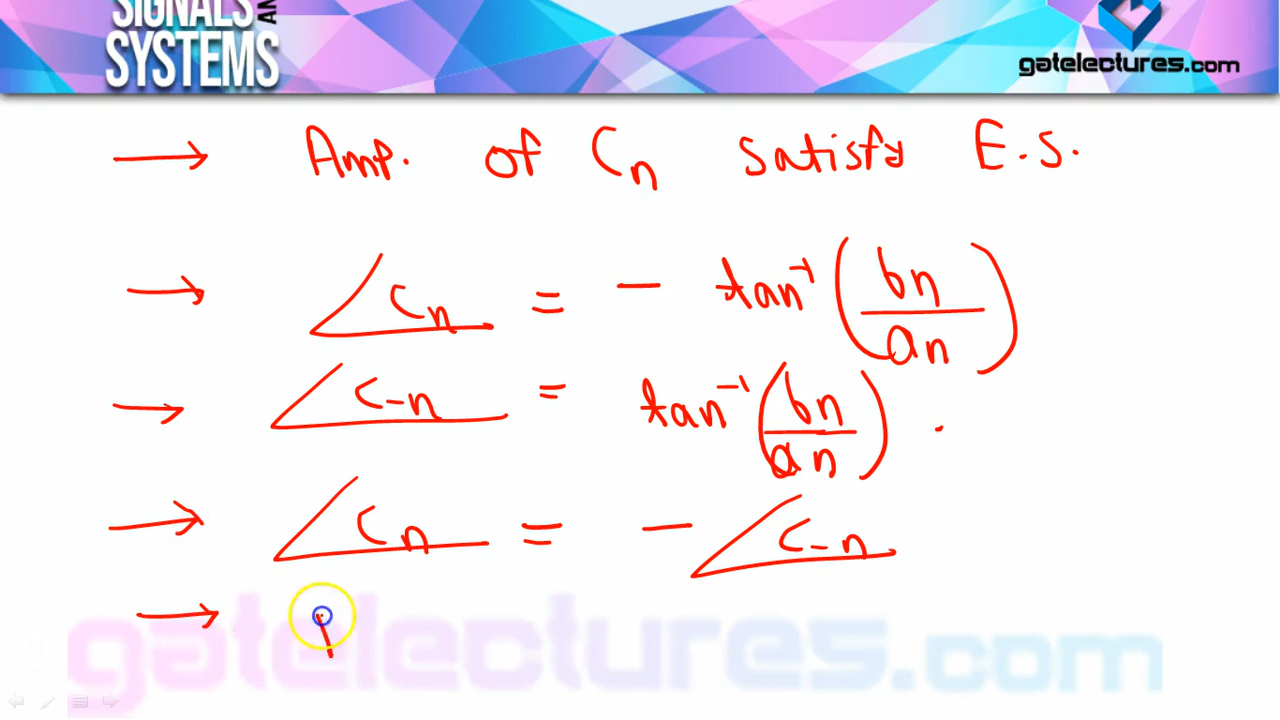 SIGNALS AND
SYSTEMS
gatelectures.com
→ Amp. of Cn satisfy E.S.
→ ∠Cn = - tan⁻¹ (bn/an)
→ ∠C-n = tan⁻¹ (bn/an) .
→ ∠Cn = - ∠C-n
→
gatelectures.com